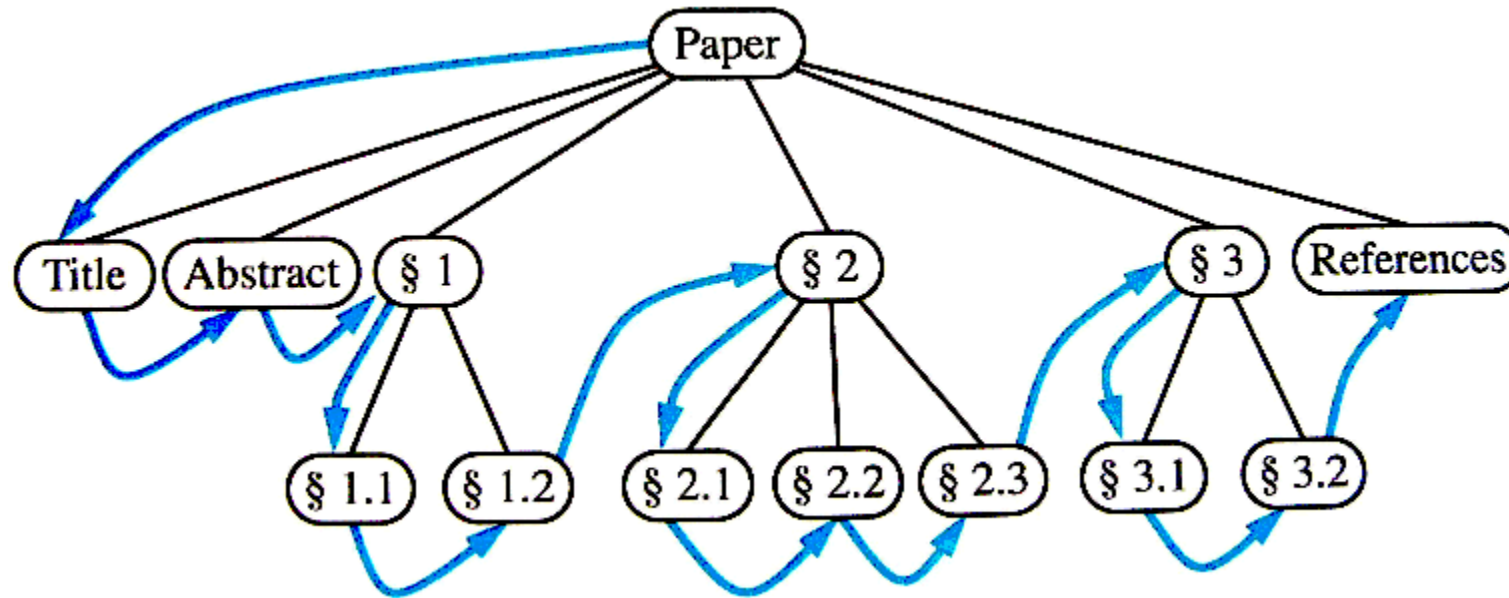 Paper
Title
Abstract
§ 1
§ 2
§ 3
References
§ 1.1
§ 1.2
§ 2.1
§ 2.2
§ 2.3
§ 3.1
§ 3.2